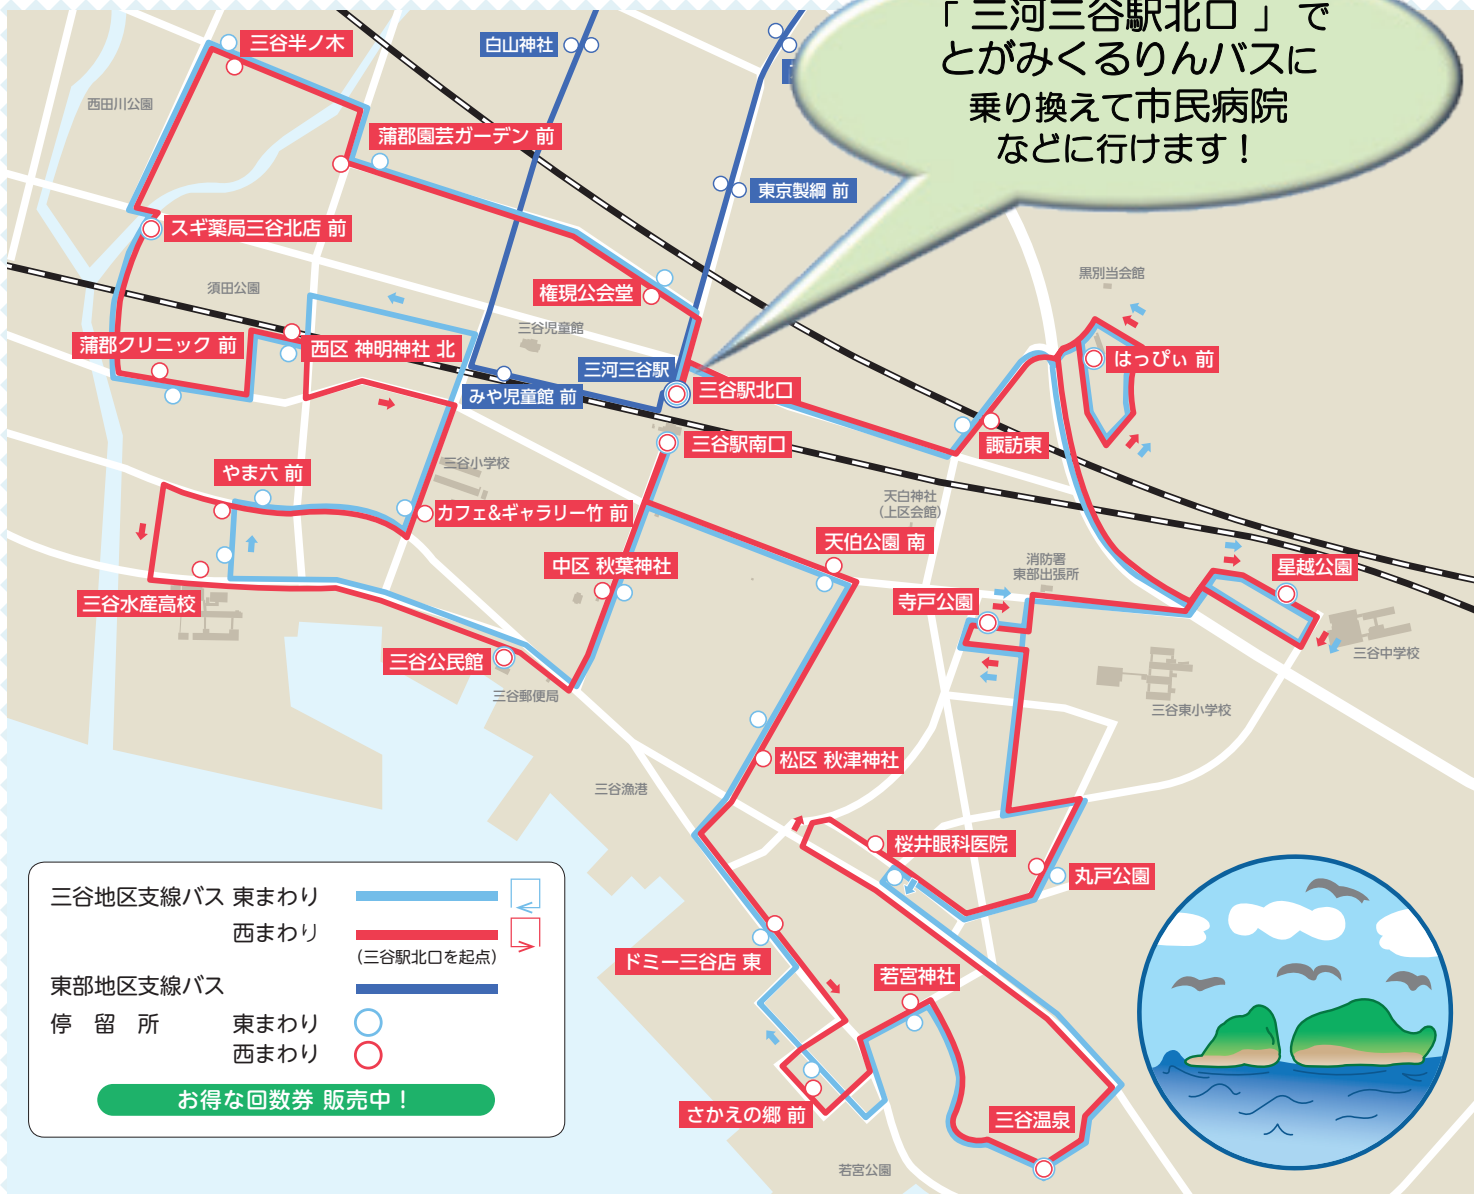 「 三河三谷駅北口 」 で
とがみくるりんバスに
乗り換えて市民病院
などに行けます！
三谷半ノ木
白山神社
西田川公園
蒲郡園芸ガーデン 前
東京製綱 前
スギ薬局三谷北店 前
黒別当会館
須田公園
権現公会堂
三谷児童館
蒲郡クリニック 前
西区 神明神社 北
はっぴぃ 前
三河三谷駅
みや児童館 前
三谷駅北口
三谷駅南口
諏訪東
やま六 前
三谷小学校
カフェ&ギャラリー竹 前
天白神社
(上区会館)
天伯公園 南
中区 秋葉神社
消防署
東部出張所
星越公園
三谷水産高校
寺戸公園
三谷公民館
三谷中学校
三谷郵便局
三谷東小学校
松区 秋津神社
三谷漁港
桜井眼科医院
丸戸公園
ドミー三谷店 東
若宮神社
さかえの郷 前
三谷温泉
若宮公園
三谷地区支線バス 東まわり
西まわり
(三谷駅北口を起点)
東部地区支線バス
停 留 所 東まわり
西まわり
お得な回数券 販売中！